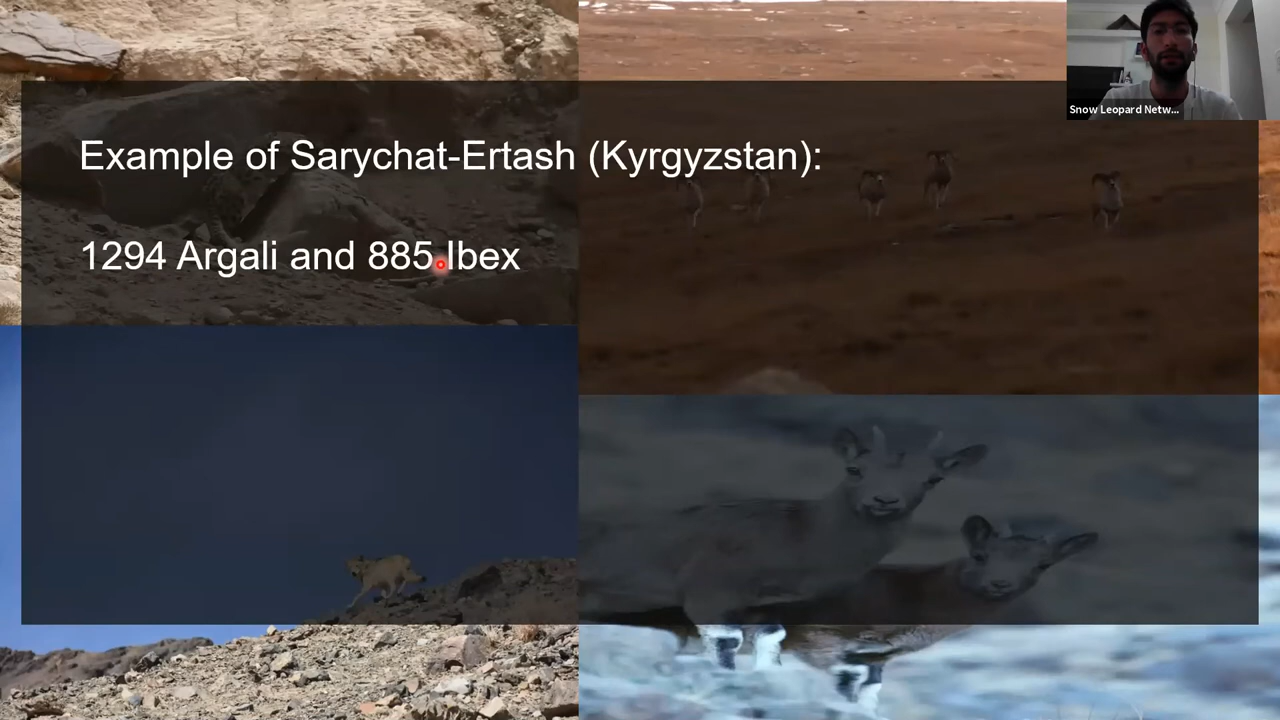 Example of Sarychat-Ertash (Kyrgyzstan):
1294 Argali and 885 Ibex
Snow Leopard Netw...